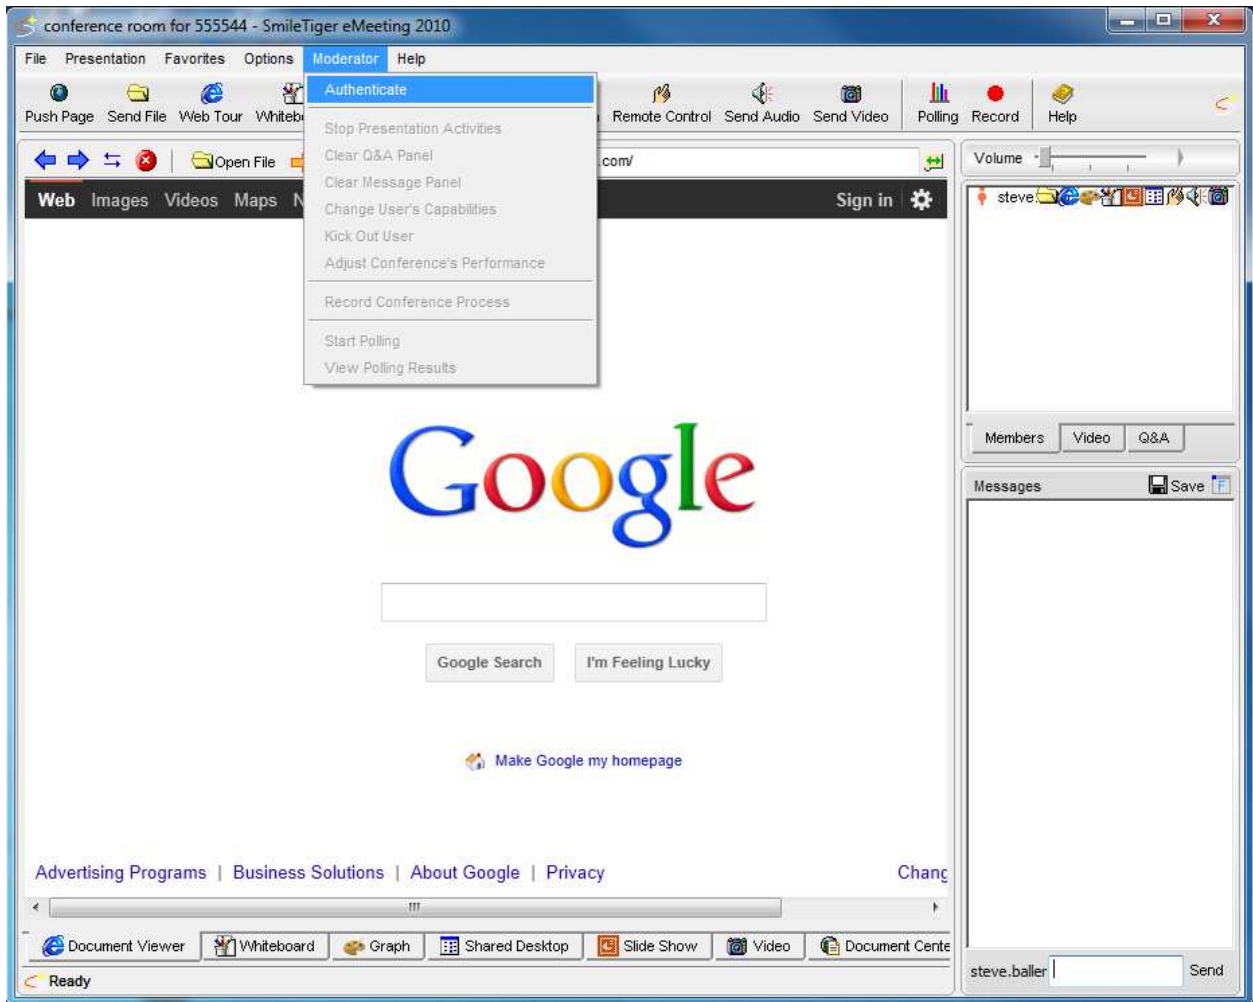 conference room for 555544 - SmileTiger eMeeting 2010
File Presentation Favorites Options Moderator Help
Push Page Send File Web Tour Remote Control Send Audio Send Video Polling Record Help
Authenticate
Stop Presentation Activities
Clear Q&A Panel
Clear Message Panel
Change User's Capabilities
Kick Out User
Adjust Conference's Performance
Record Conference Process
Start Polling
View Polling Results
Open File .com/
Web Images Videos Maps N Sign in
Volume
steve
Members Video Q&A
Messages Save F
Google
Google Search I'm Feeling Lucky
Make Google my homepage
Advertising Programs | Business Solutions | About Google | Privacy Chang
Document Viewer Whiteboard Graph Shared Desktop Slide Show Video Document Cente
steve.baller Send
Ready